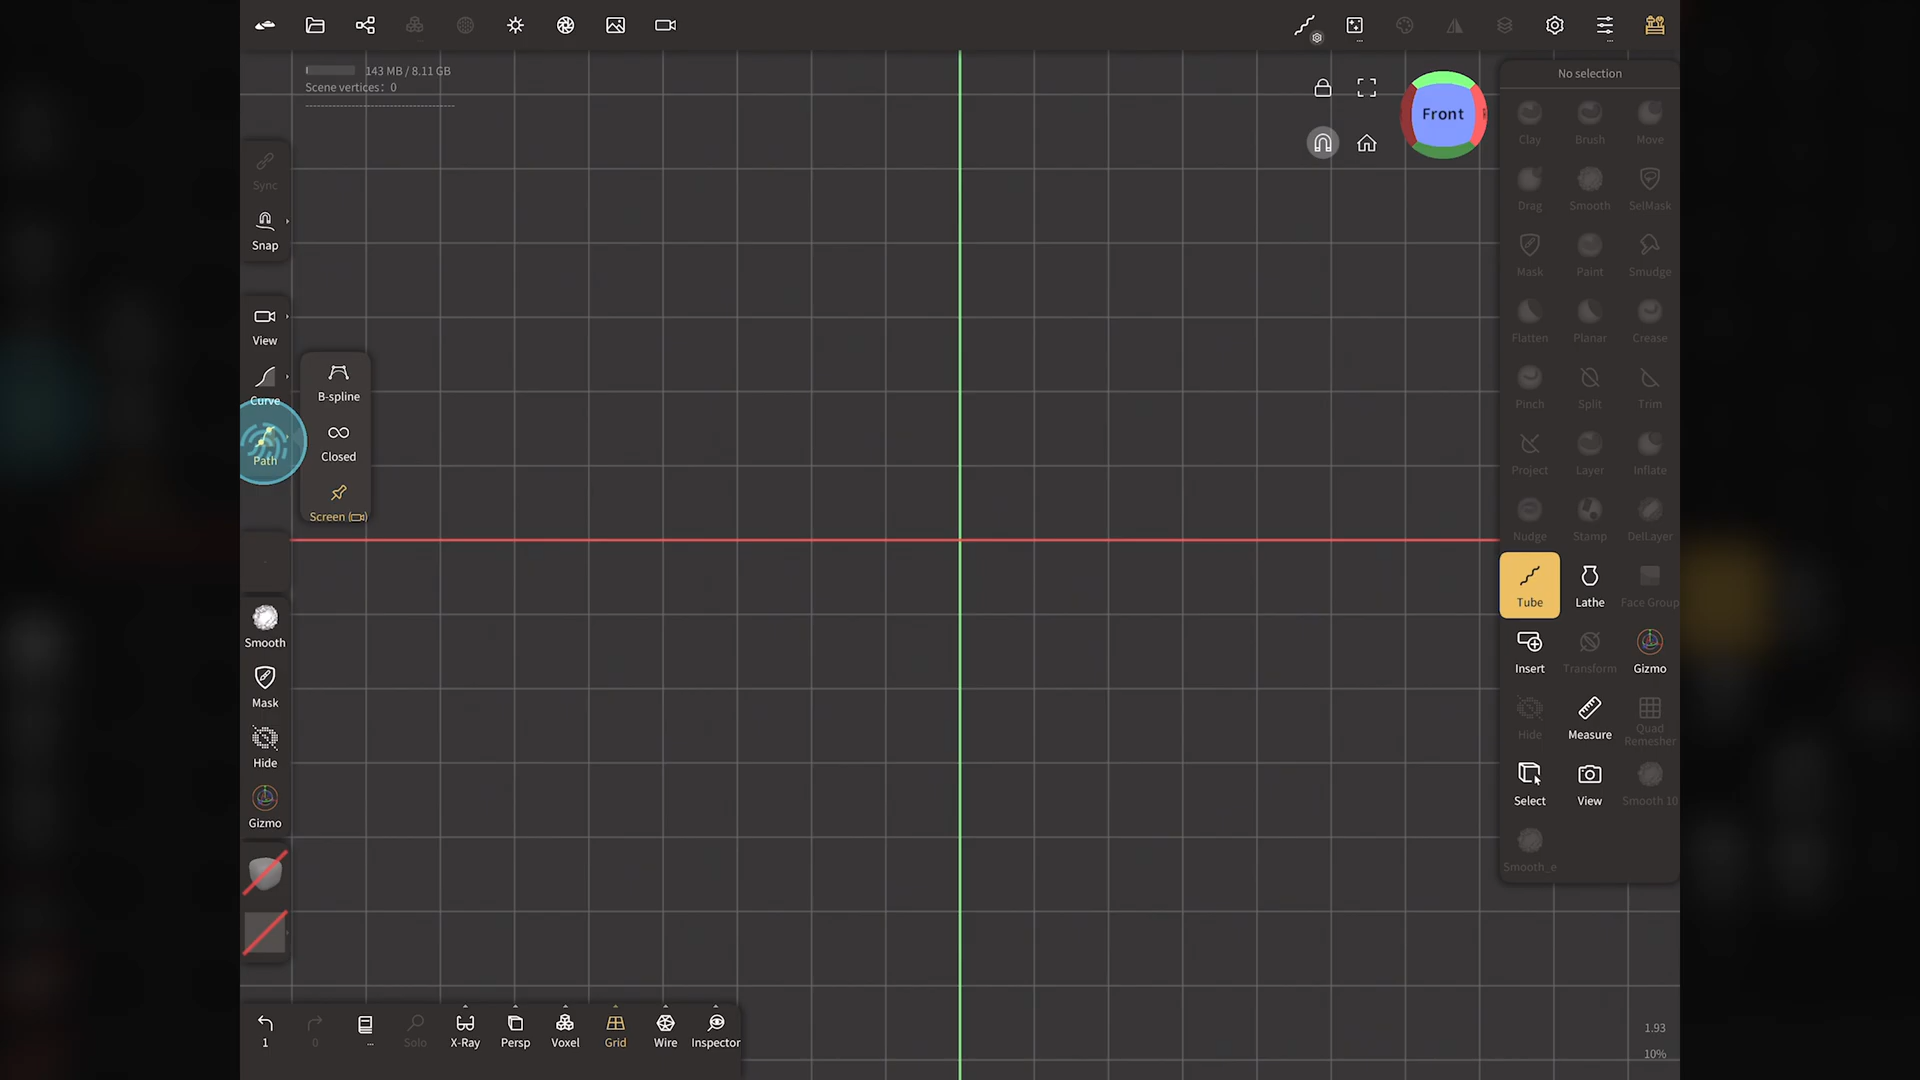 143 MB / 8.11 GB
Scene vertices: 0
Front
No selection
Clay
Brush
Move
Drag
Smooth
SelMask
Mask
Paint
Smudge
Flatten
Planar
Crease
Pinch
Split
Trim
Project
Layer
Inflate
Nudge
Stamp
DelLayer
Tube
Lathe
Face Group
Insert
Transform
Gizmo
Hide
Measure
Quad
Remesher
Select
View
Smooth 10
Smooth_e
Sync
Snap
View
Curve
Path
B-spline
Closed
Screen
Smooth
Mask
Hide
Gizmo
1
0
...
Solo
X-Ray
Persp
Voxel
Grid
Wire
Inspector
1.93
10%